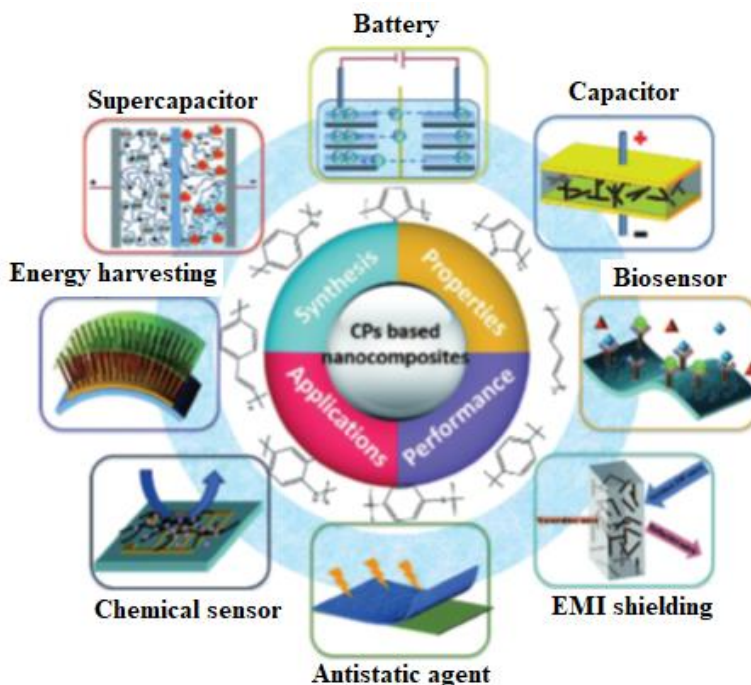 Battery
Supercapacitor
Capacitor
+
-
+
-
Energy harvesting
Biosensor
Synthesis
Properties
CPs based
nanocomposites
Applications
Performance
Chemical sensor
EMI shielding
Antistatic agent